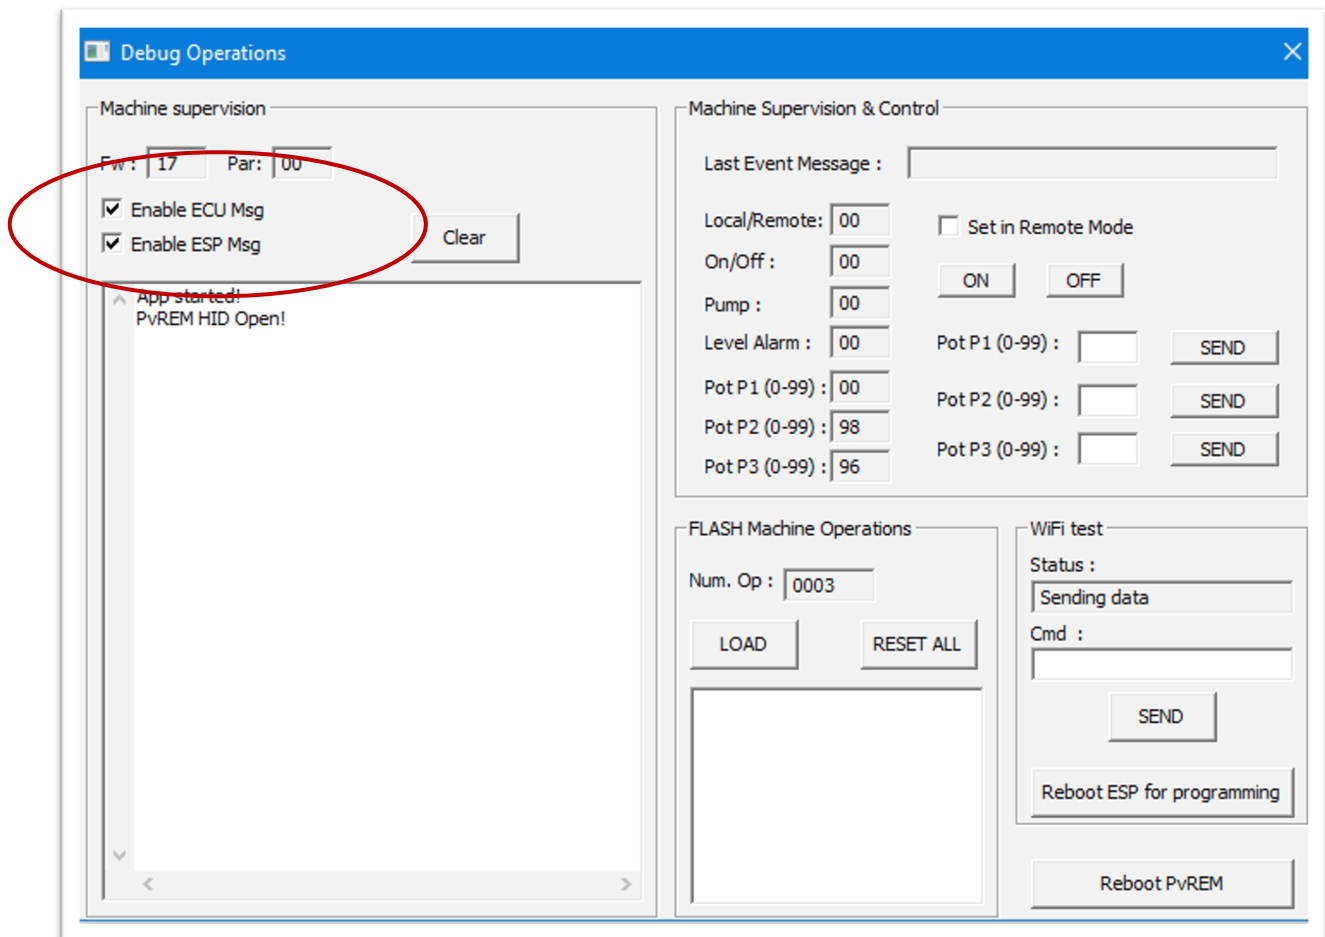 Debug Operations
Machine supervision
Fw : 17 Par: 00
Enable ECU Msg
Enable ESP Msg
Clear
App started!
PvREM HID Open!
Machine Supervision & Control
Last Event Message :
Local/Remote: 00 Set in Remote Mode
On/Off : 00 ON OFF
Pump : 00
Level Alarm : 00 Pot P1 (0-99) : SEND
Pot P1 (0-99) : 00 Pot P2 (0-99) : SEND
Pot P2 (0-99) : 98 Pot P3 (0-99) : SEND
Pot P3 (0-99) : 96
FLASH Machine Operations
Num. Op : 0003
LOAD RESET ALL
WiFi test
Status :
Sending data
Cmd :
SEND
Reboot ESP for programming
Reboot PvREM